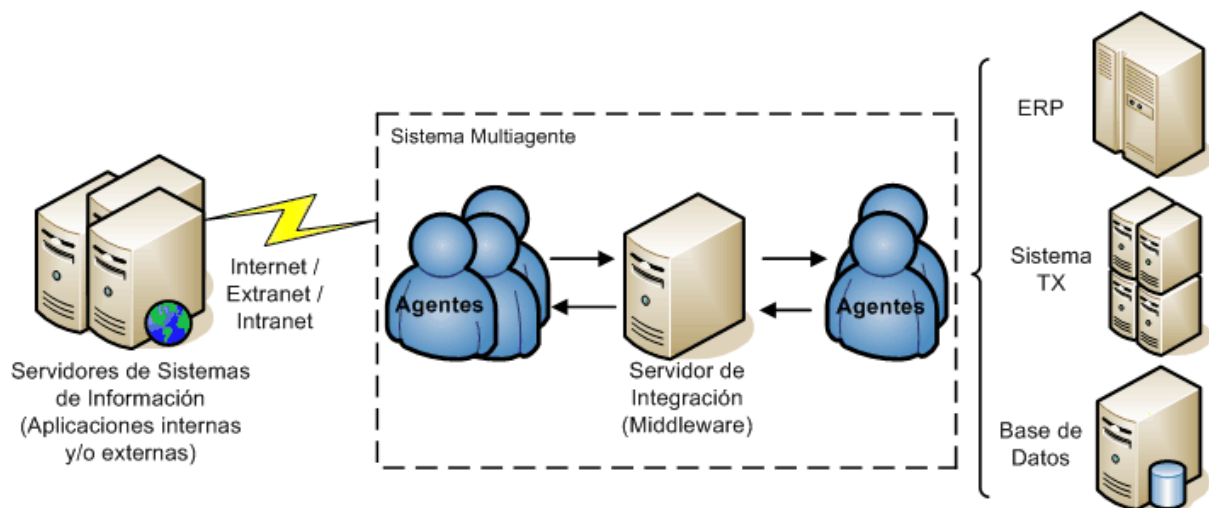 Sistema Multiagente
ERP
Internet /
Extranet /
Intranet
Agentes
Agentes
Sistema
TX
Servidores de Sistemas
de Información
(Aplicaciones internas
y/o externas)
Servidor de
Integración
(Middleware)
Base de
Datos